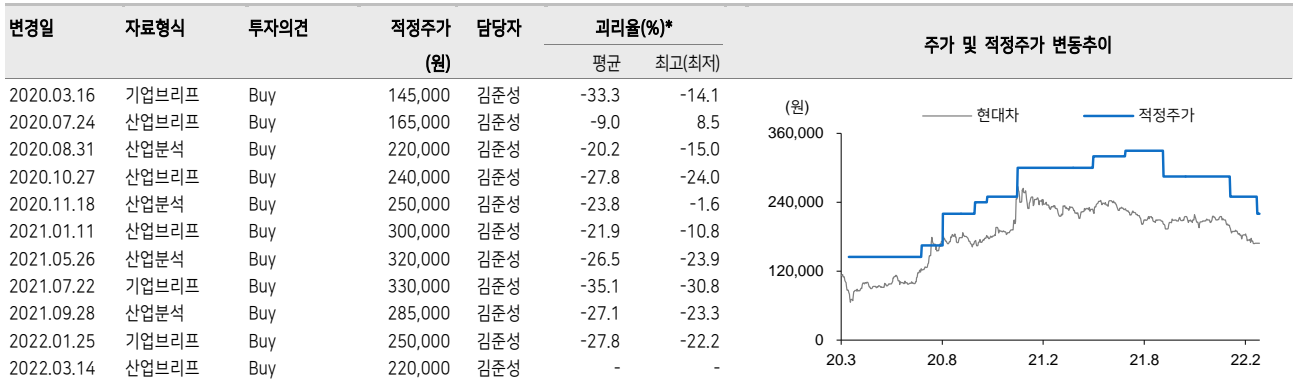 변경일 자료형식 투자의견 적정주가 담당자 괴리율(%)* 주가 및 적정주가 변동추이
(원) 평균 최고(최저)
2020.03.16 기업브리프 Buy 145,000 김준성 -33.3 -14.1
2020.07.24 산업브리프 Buy 165,000 김준성 -9.0 8.5
2020.08.31 산업분석 Buy 220,000 김준성 -20.2 -15.0
2020.10.27 산업브리프 Buy 240,000 김준성 -27.8 -24.0
2020.11.18 산업분석 Buy 250,000 김준성 -23.8 -1.6
2021.01.11 산업브리프 Buy 300,000 김준성 -21.9 -10.8
2021.05.26 산업분석 Buy 320,000 김준성 -26.5 -23.9
2021.07.22 기업브리프 Buy 330,000 김준성 -35.1 -30.8
2021.09.28 산업분석 Buy 285,000 김준성 -27.1 -23.3
2022.01.25 기업브리프 Buy 250,000 김준성 -27.8 -22.2
2022.03.14 산업브리프 Buy 220,000 김준성 - -
(원)
현대차 적정주가
360,000
240,000
120,000
0
20.3 20.8 21.2 21.8 22.2